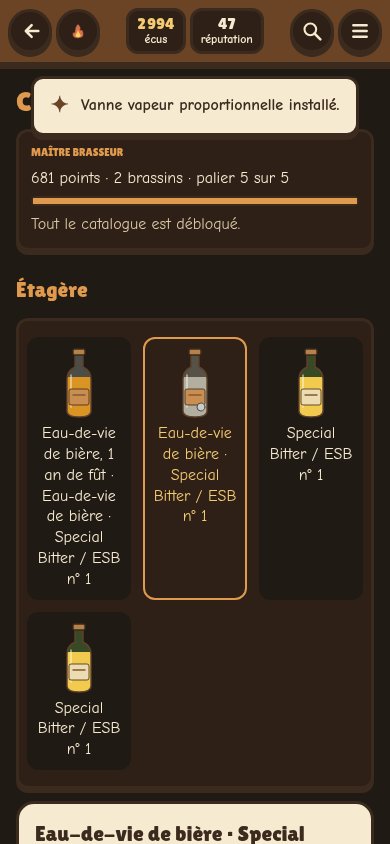 2 994
écus
47
réputation
Vanne vapeur proportionnelle installé.
C
MAÎTRE BRASSEUR
681 points · 2 brassins · palier 5 sur 5
Tout le catalogue est débloqué.
Étagère
Eau-de-vie
de bière, 1
an de fût ·
Eau-de-vie
de bière ·
Special
Bitter / ESB
n° 1
Eau-de-vie
de bière ·
Special
Bitter / ESB
n° 1
Special
Bitter / ESB
n° 1
Special
Bitter / ESB
n° 1
Eau-de-vie de bière · Special